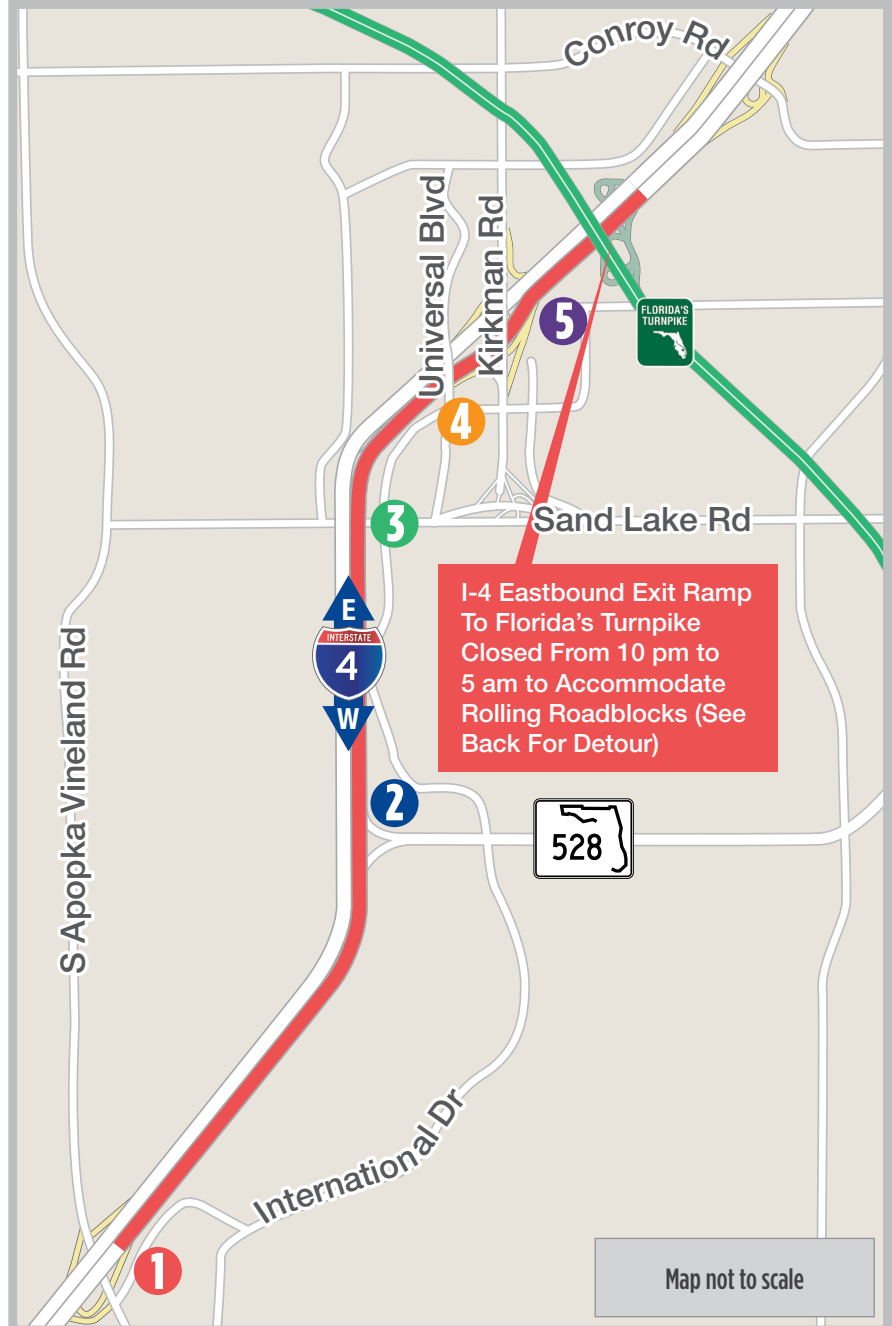 Conroy Rd
Universal Blvd
Kirkman Rd
5
FLORIDA'S
TURNPIKE
4
3
Sand Lake Rd
E
INTERSTATE
4
W
I-4 Eastbound Exit Ramp
To Florida's Turnpike
Closed From 10 pm to
5 am to Accommodate
Rolling Roadblocks (See
Back For Detour)
S Apopka Vineland Rd
2
528
International Dr
1
Map not to scale